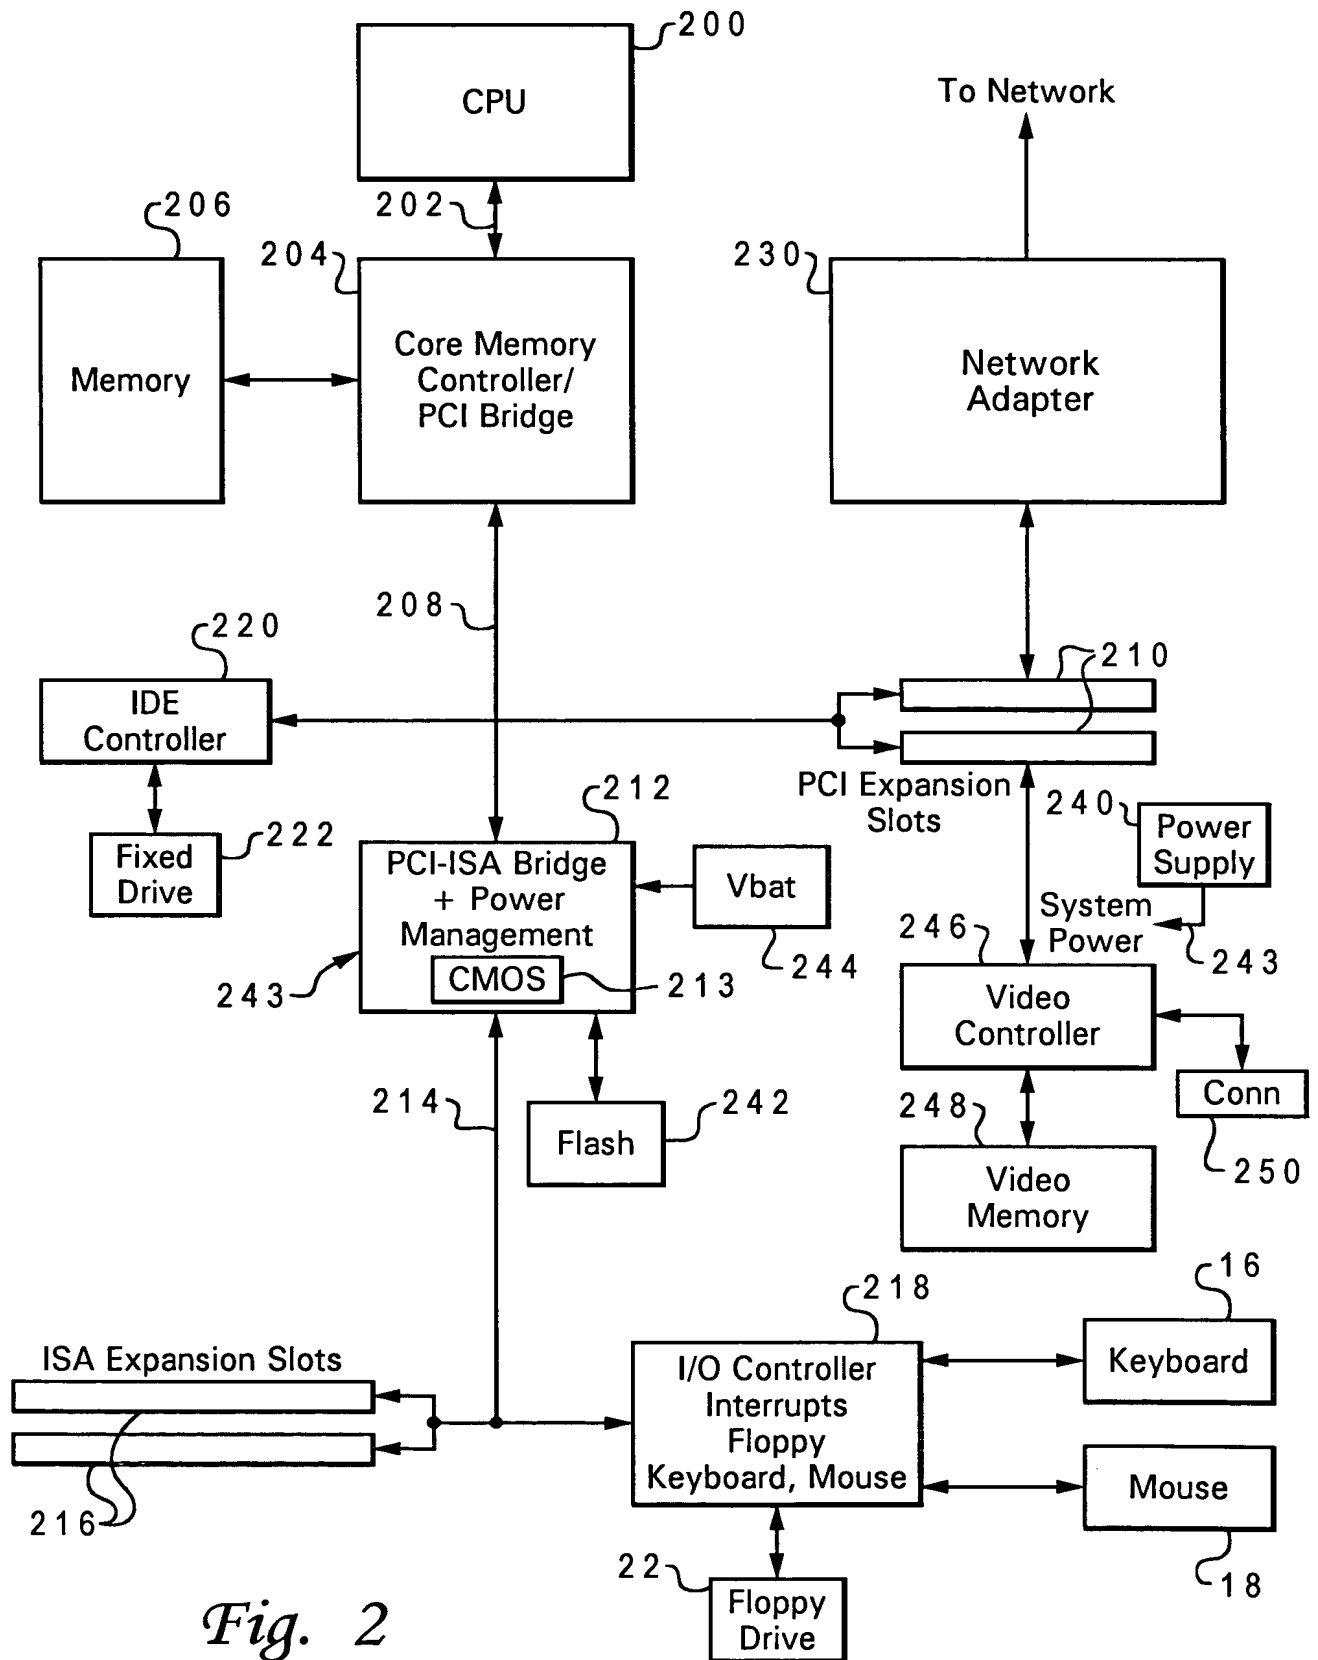 200
CPU
To Network
206
202
204
230
Memory
Core Memory
Controller/
PCI Bridge
Network
Adapter
208
220
210
IDE
Controller
PCI Expansion
Slots
212
240
222
Fixed
Drive
PCI-ISA Bridge
+ Power
Management
CMOS
213
243
Vbat
244
Power
Supply
System
Power
243
246
Video
Controller
Conn
250
214
242
Flash
248
Video
Memory
16
218
ISA Expansion Slots
216
I/O Controller
Interrupts
Floppy
Keyboard, Mouse
Keyboard
Mouse
18
22
Floppy
Drive
Fig. 2